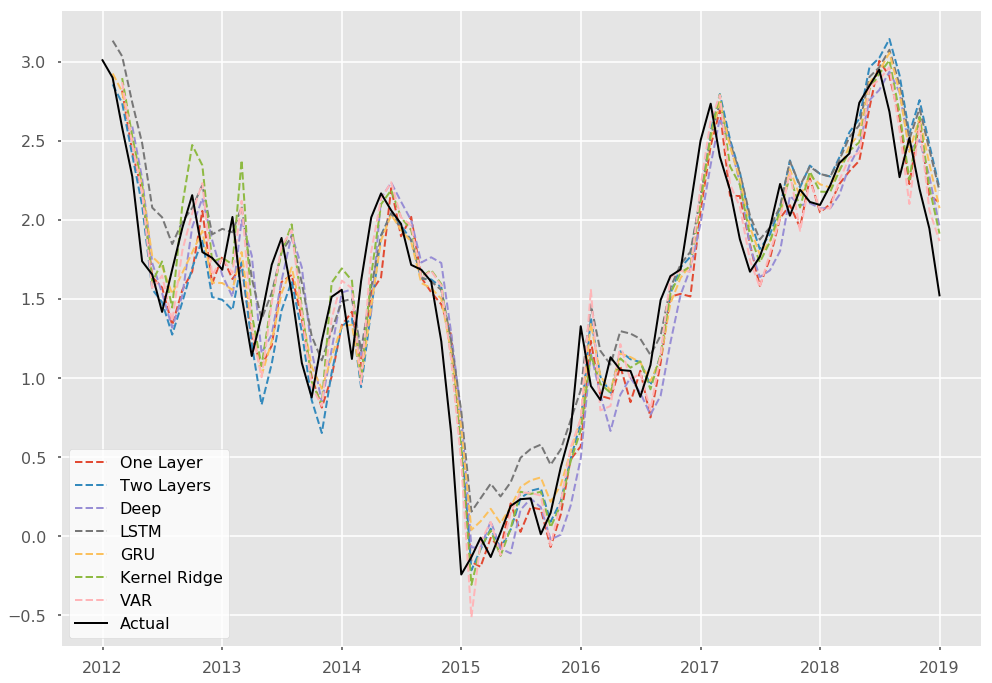 3.0
2.5
2.0
1.5
1.0
0.5
0.0
−0.5
One Layer
Two Layers
Deep
LSTM
GRU
Kernel Ridge
VAR
Actual
2012 2013 2014 2015 2016 2017 2018 2019